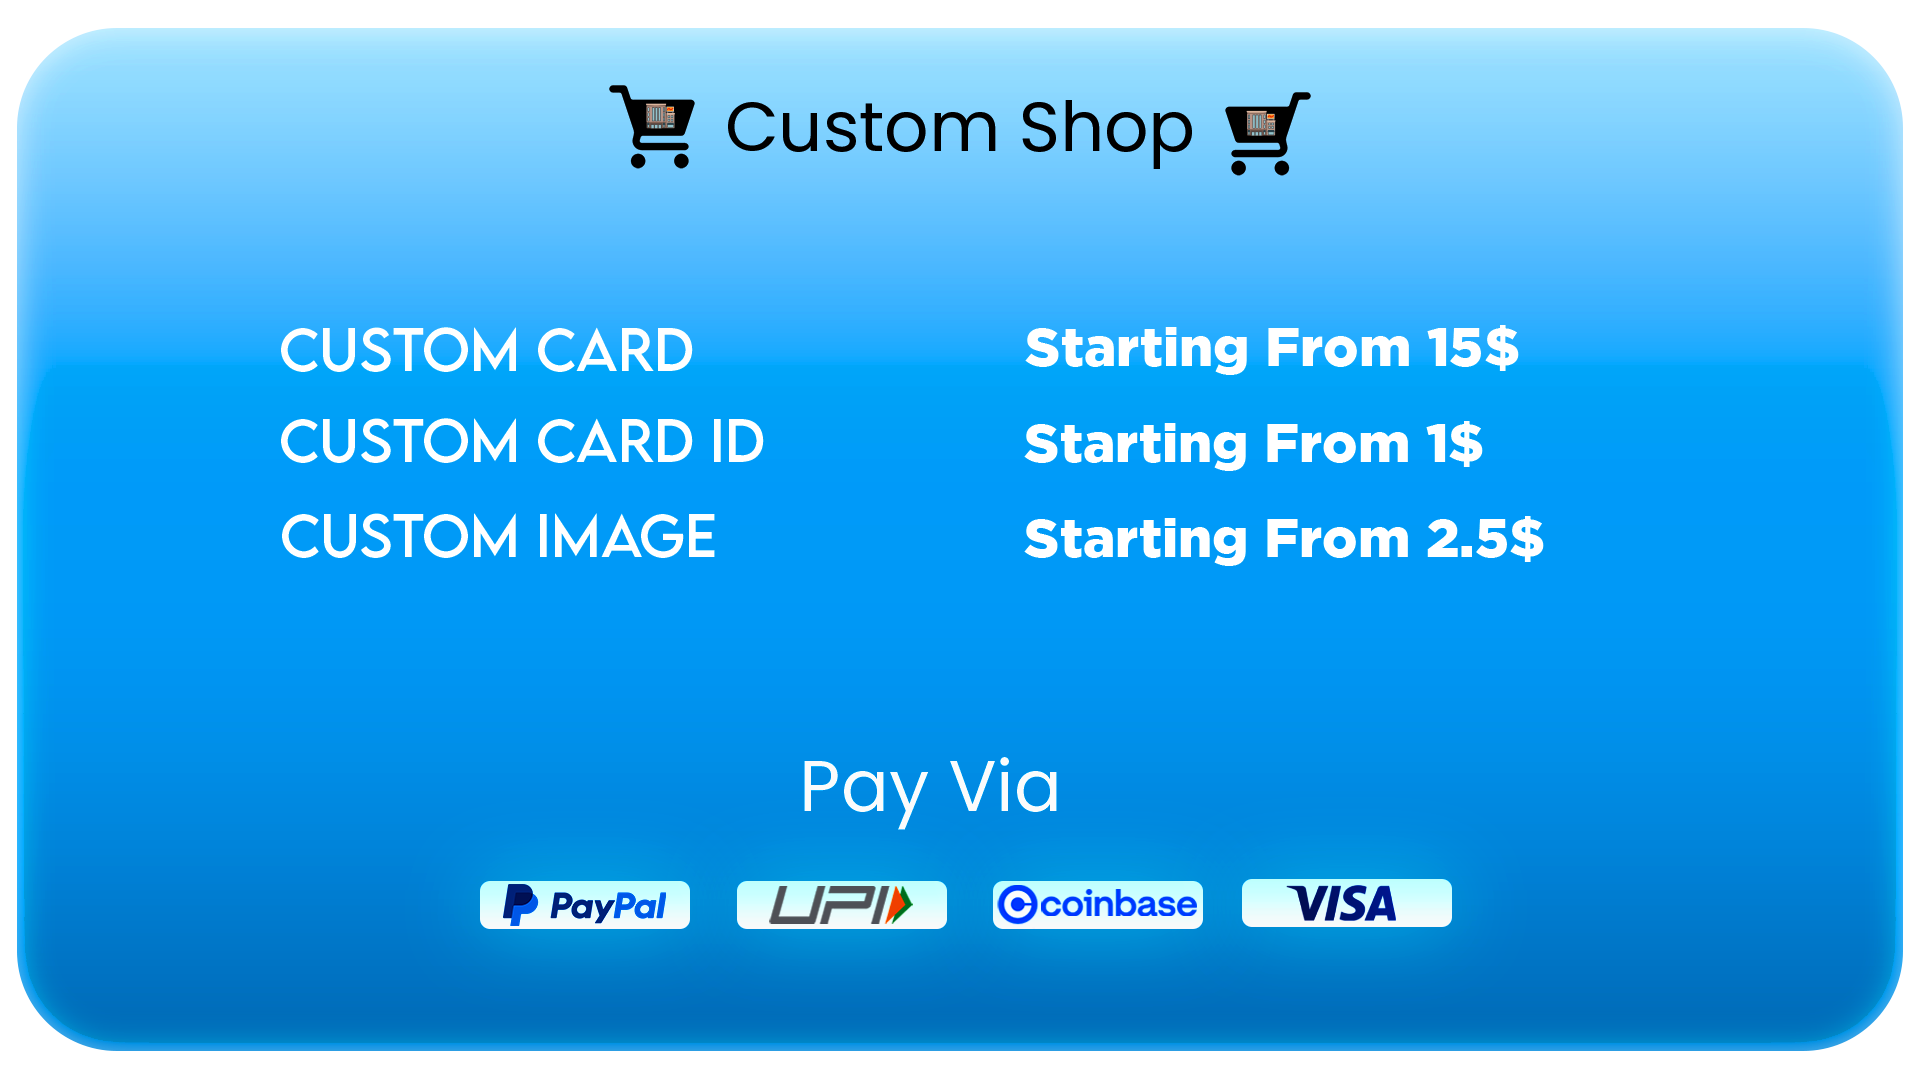 Custom Shop
CUSTOM CARD Starting From 15$
CUSTOM CARD ID Starting From 1$
CUSTOM IMAGE Starting From 2.5$
Pay Via
PayPal UPI coinbase VISA